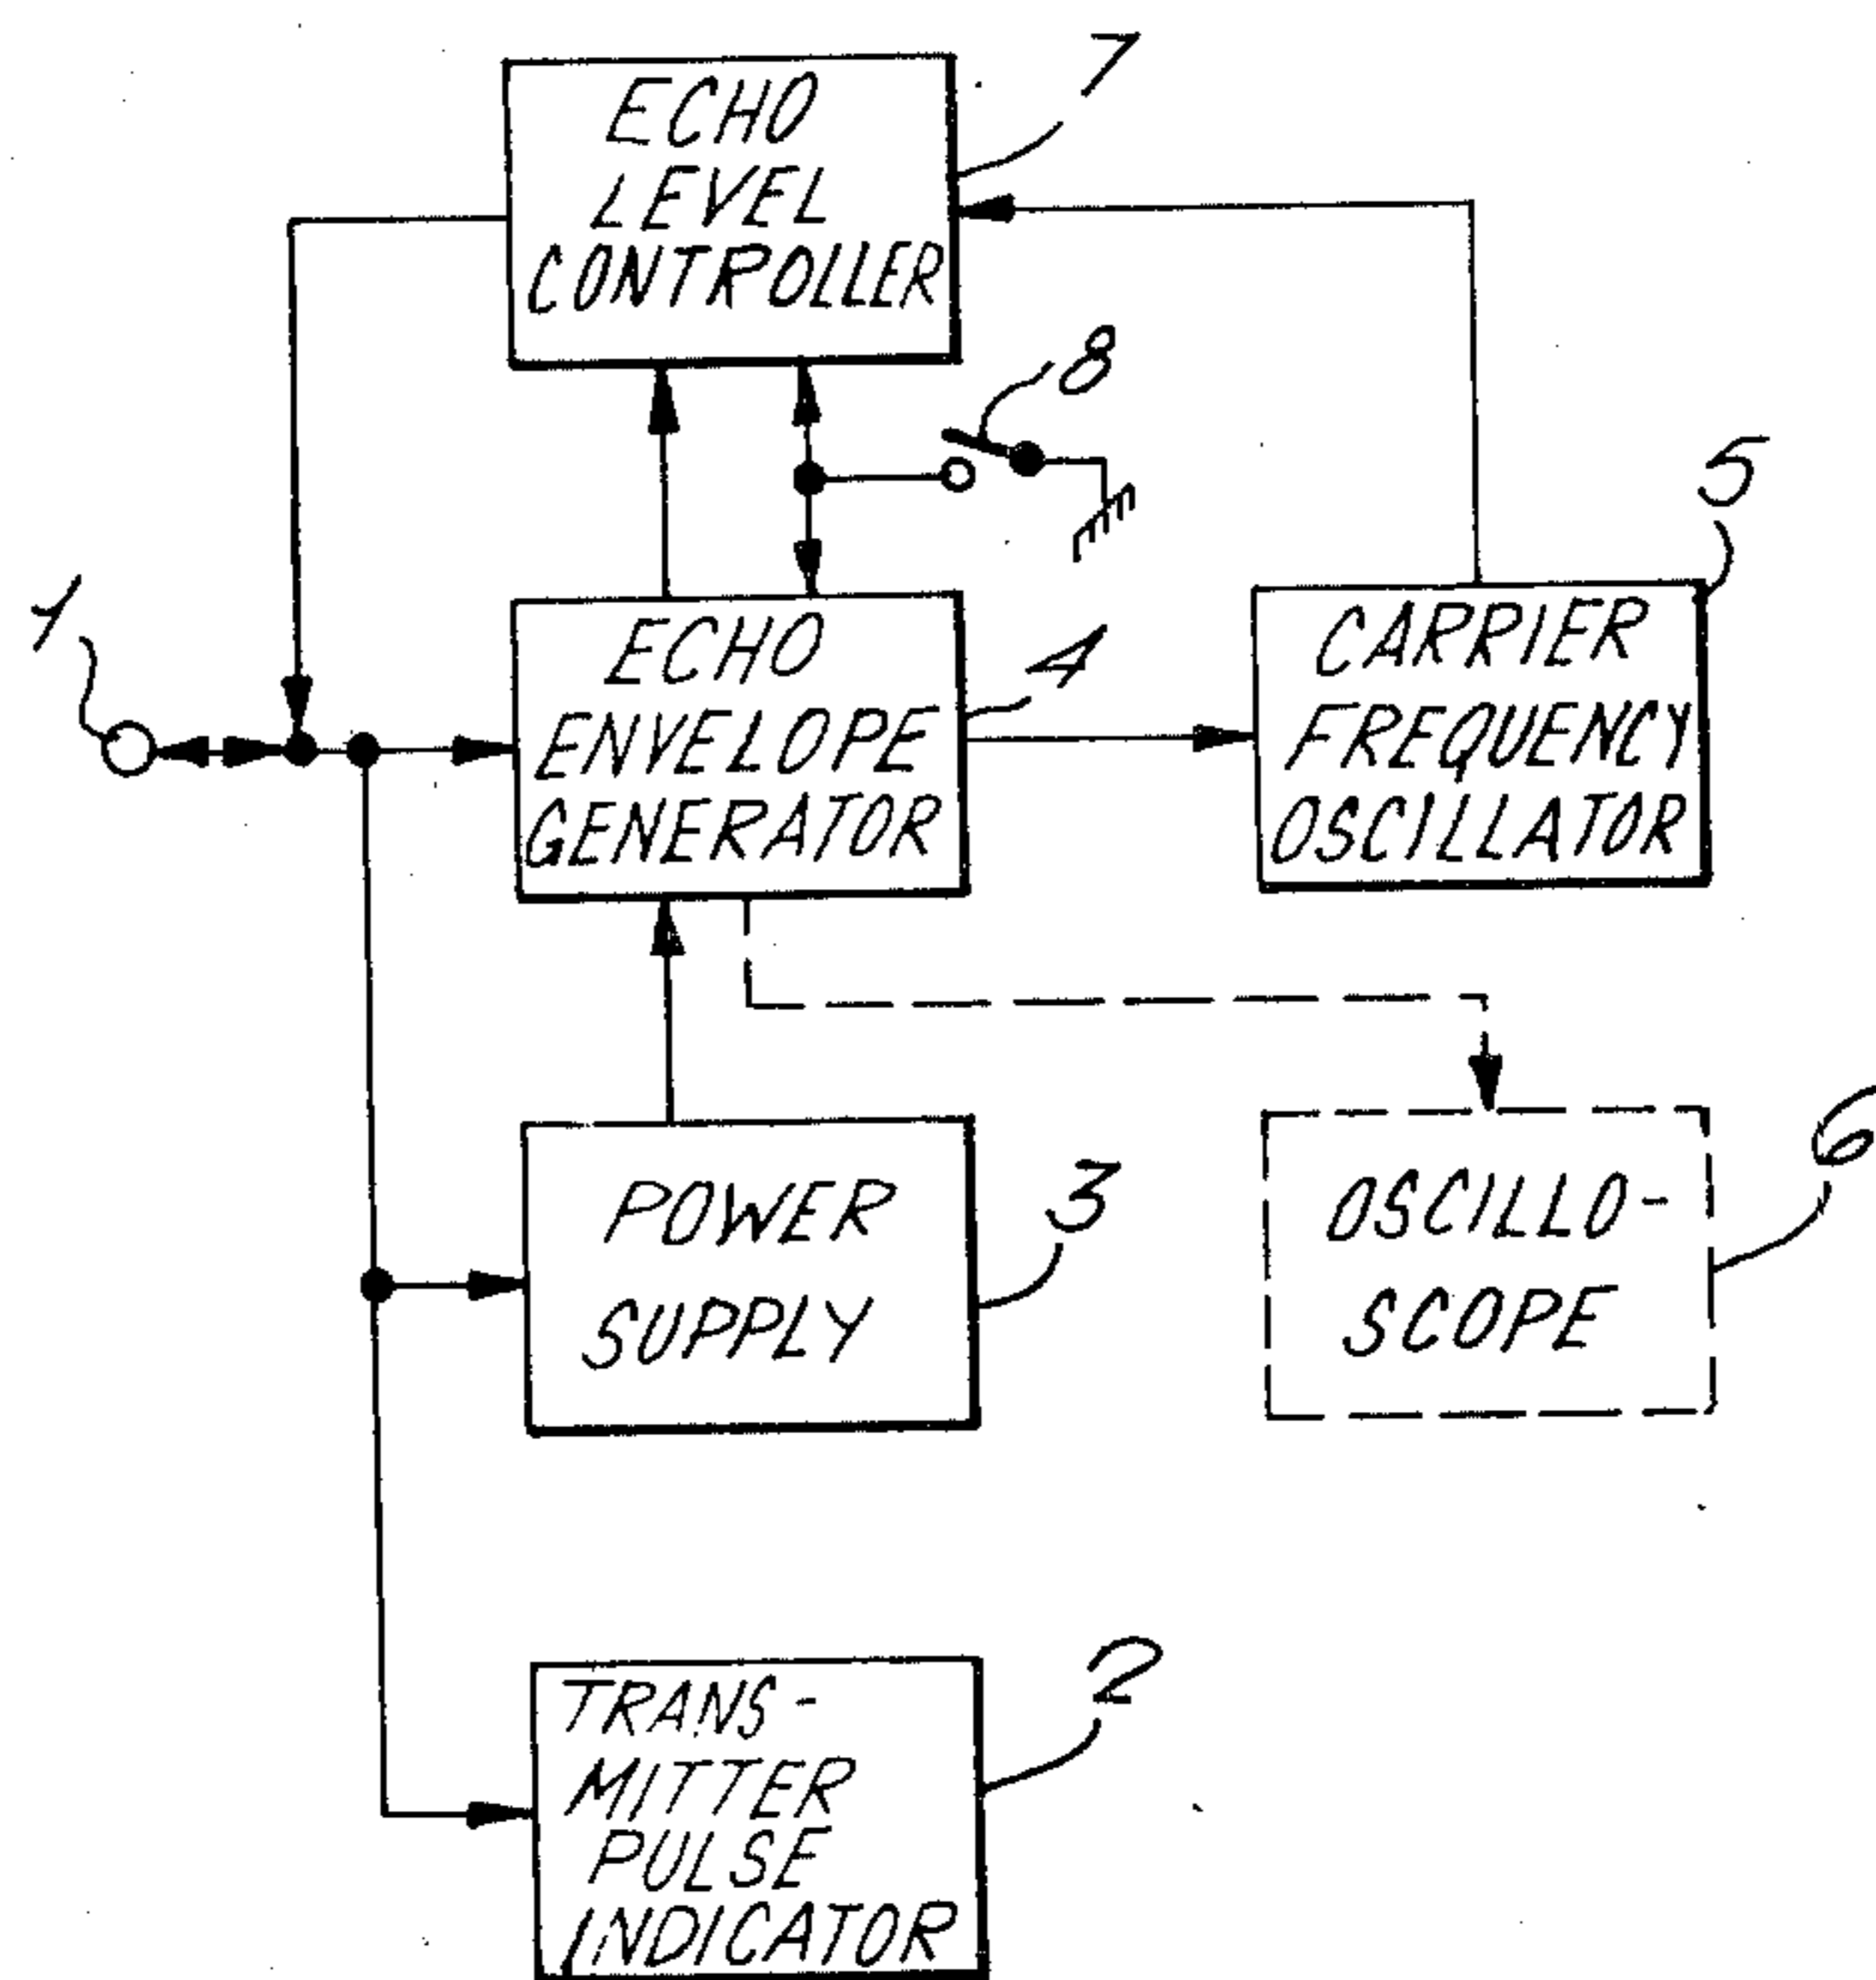 7
ECHO
LEVEL
CONTROLLER
8
5
1
ECHO
ENVELOPE
GENERATOR
4
CARRIER
FREQUENCY
OSCILLATOR
6
POWER
SUPPLY
3
OSCILLO-
SCOPE
2
TRANS-
MITTER
PULSE
INDICATOR